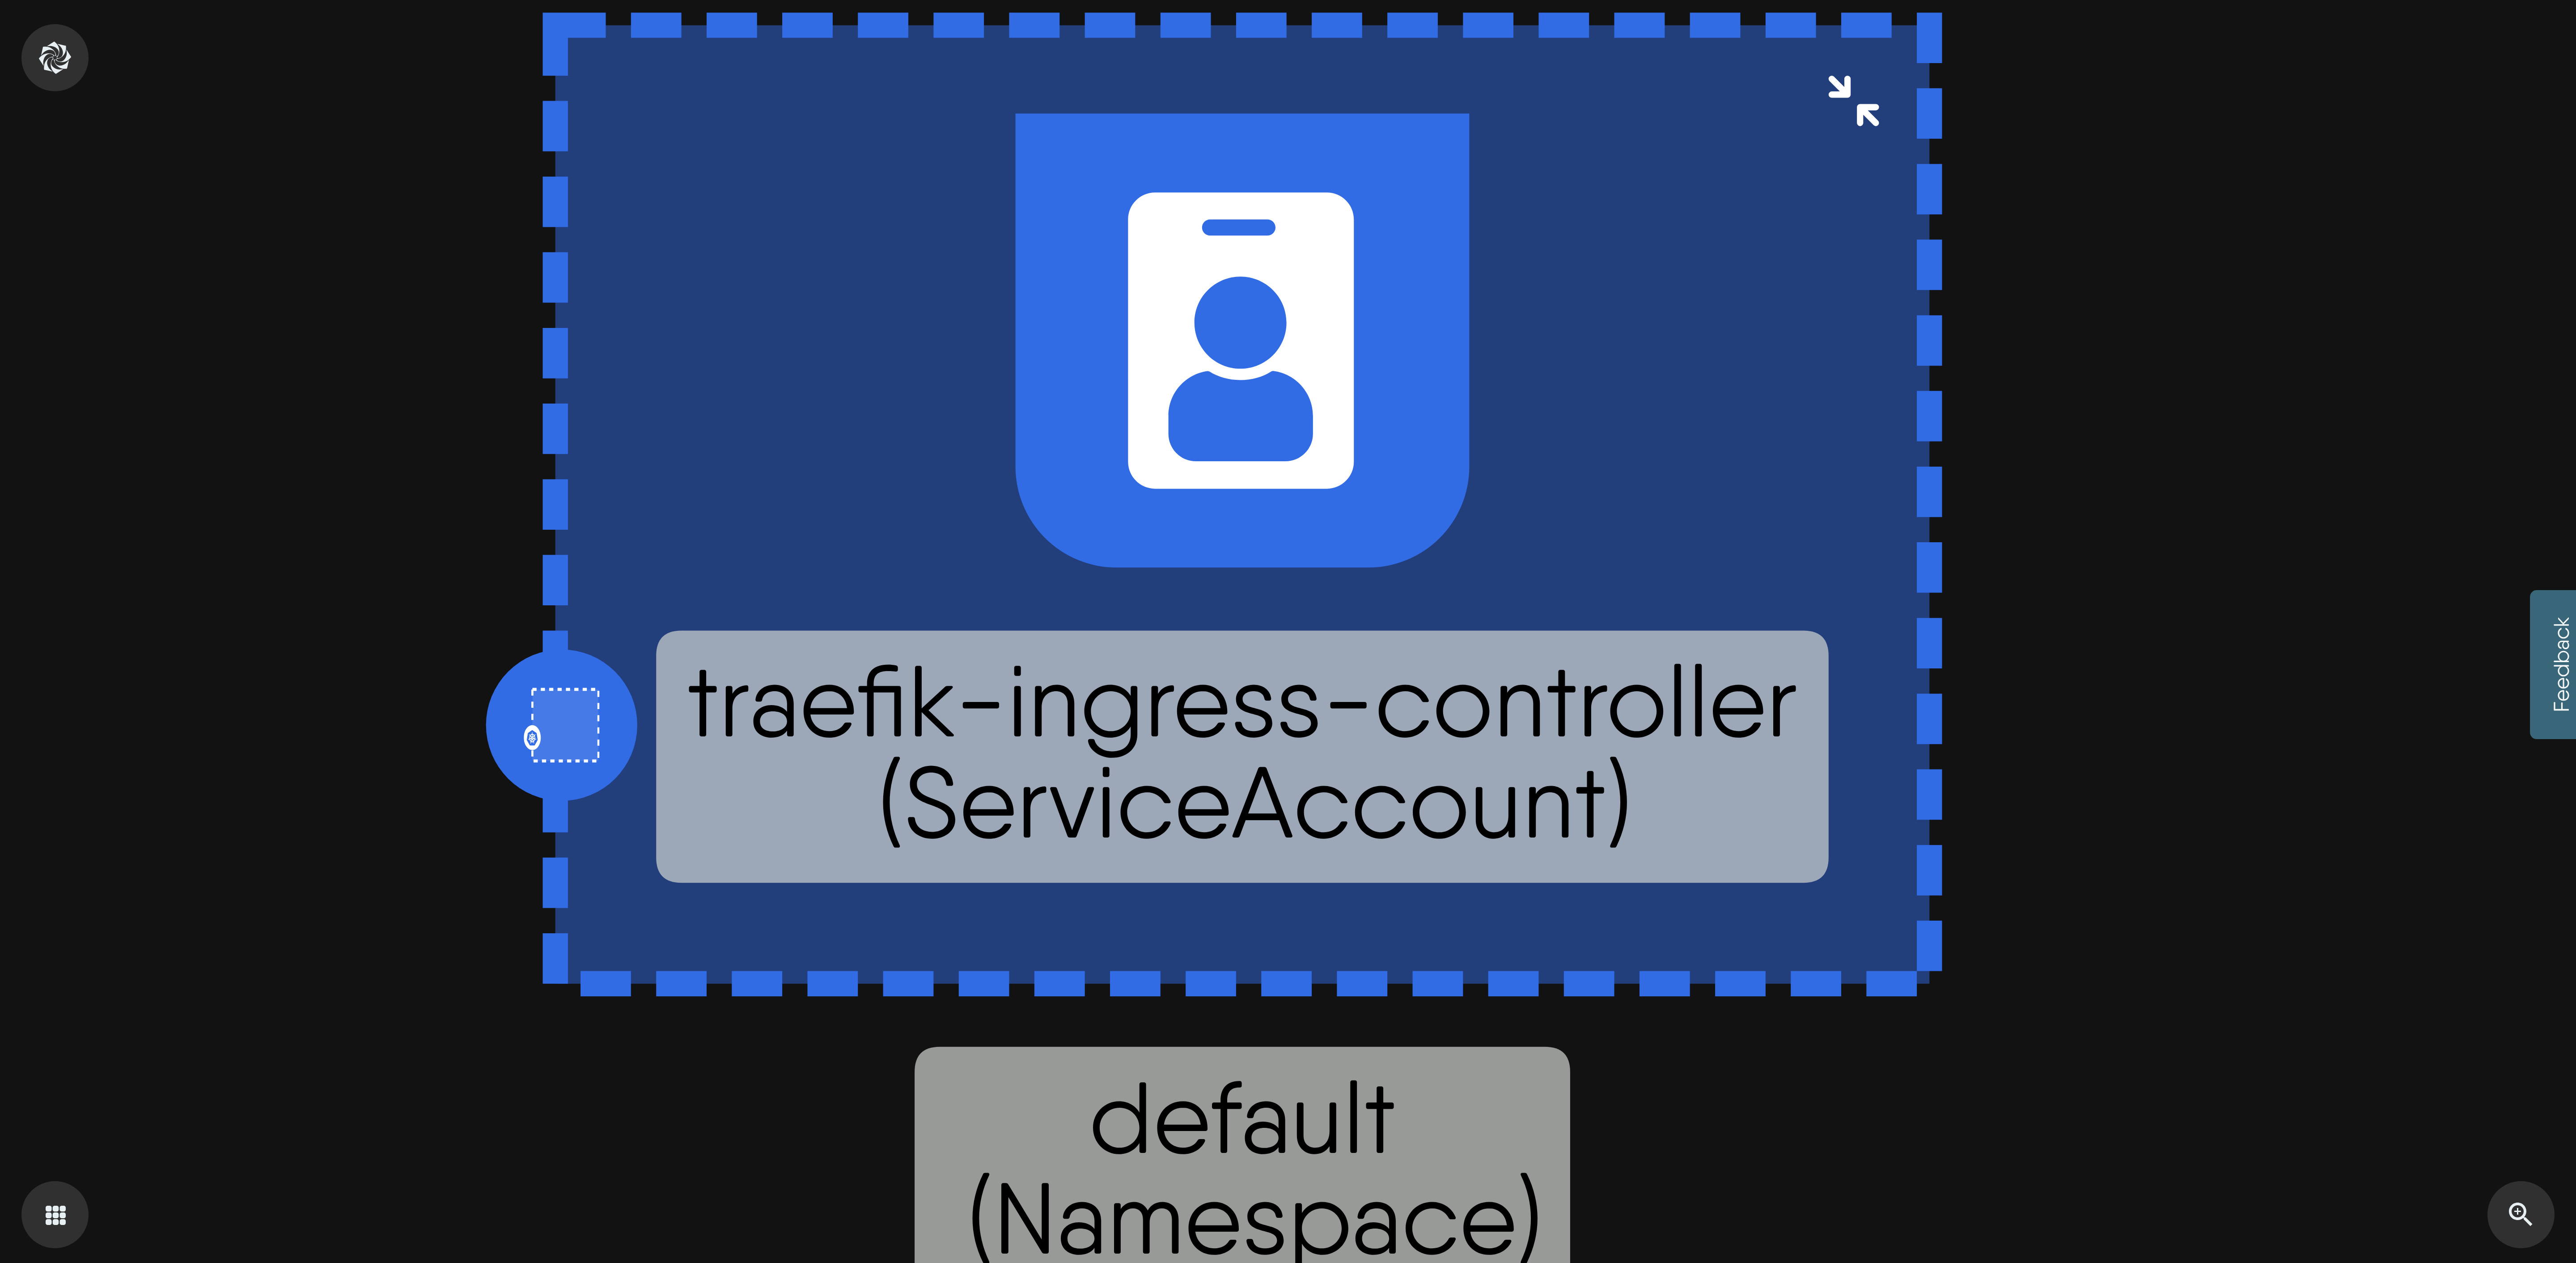 traefik-ingress-controller
(ServiceAccount)
default
(Namespace)
Feedback